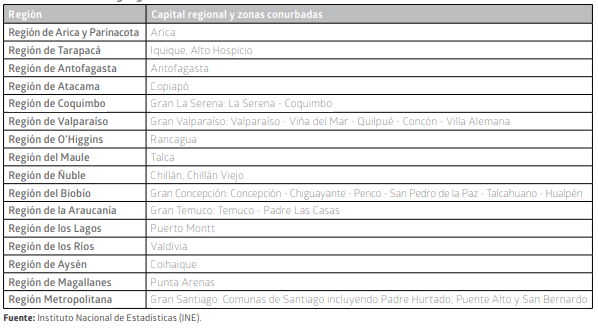 Región Capital regional y zonas conurbadas
Región de Arica y Parinacota Arica
Región de Tarapacá Iquique, Alto Hospicio
Región de Antofagasta Antofagasta
Región de Atacama Copiapó
Región de Coquimbo Gran La Serena: La Serena - Coquimbo
Región de Valparaíso Gran Valparaíso: Valparaíso - Viña del Mar - Quilpué - Concón - Villa Alemana
Región de O'Higgins Rancagua
Región del Maule Talca
Región de Ñuble Chillán, Chillán Viejo
Región del Biobío Gran Concepción: Concepción - Chiguayante - Penco - San Pedro de la Paz - Talcahuano - Hualpén
Región de la Araucanía Gran Temuco: Temuco - Padre Las Casas
Región de los Lagos Puerto Montt
Región de los Ríos Valdivia
Región de Aysén Coihaique
Región de Magallanes Punta Arenas
Región Metropolitana Gran Santiago: Comunas de Santiago incluyendo Padre Hurtado, Puente Alto y San Bernardo
Fuente: Instituto Nacional de Estadísticas (INE).